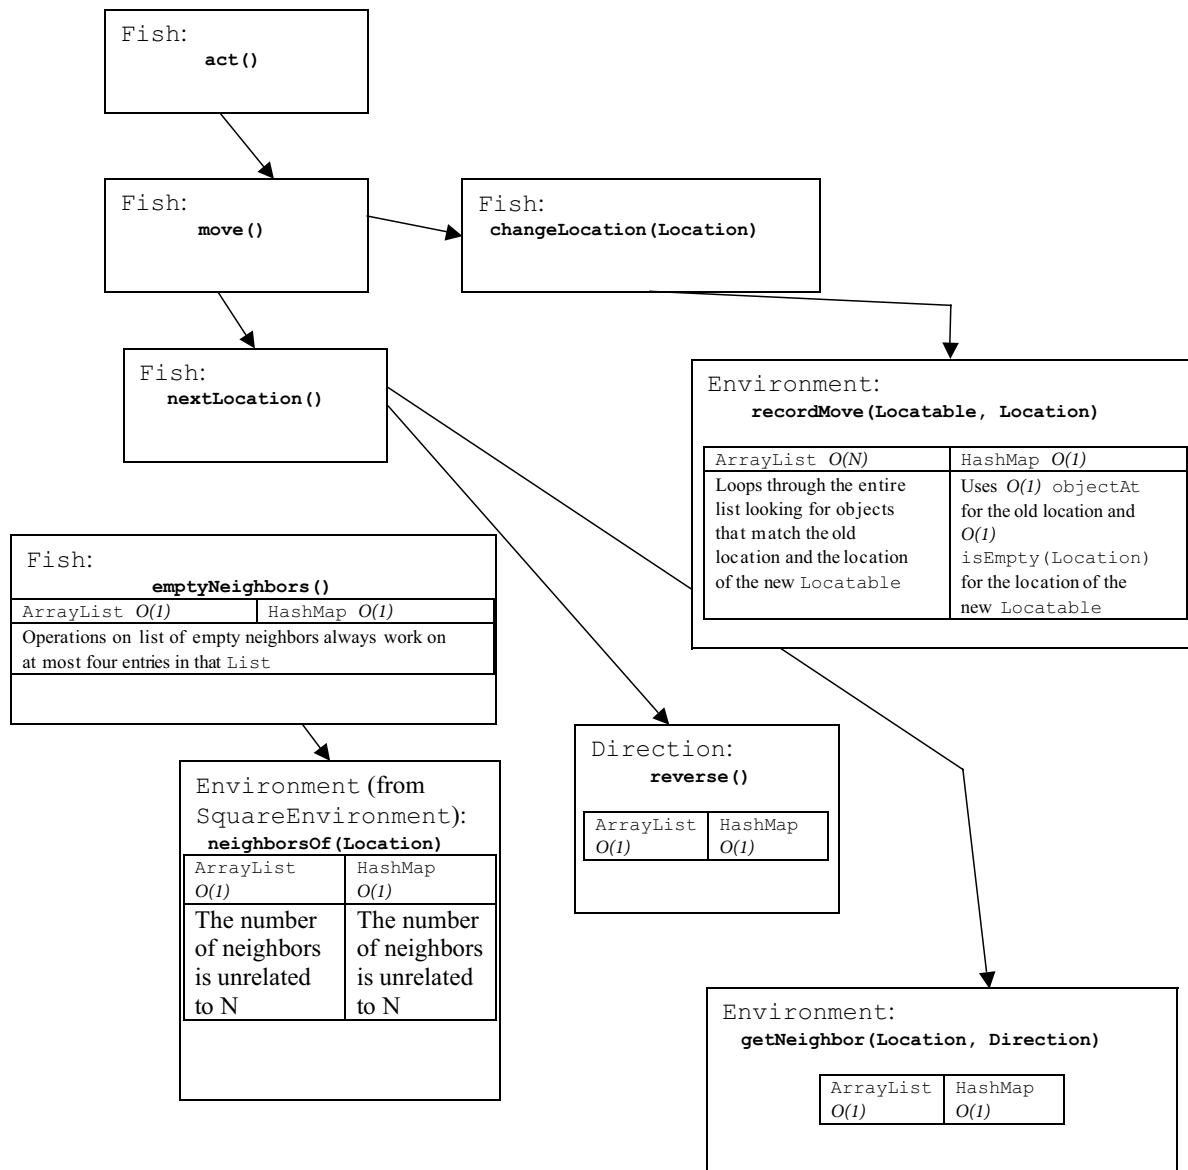 Fish:
act()
Fish:
move()
Fish:
changeLocation(Location)
Fish:
nextLocation()
Environment:
recordMove(Locatable, Location)
ArrayList O(N)
Loops through the entire
list looking for objects
that match the old
location and the location
of the new Locatable
HashMap O(1)
Uses O(1) objectAt
for the old location and
O(1)
isEmpty(Location)
for the location of the
new Locatable
Fish:
emptyNeighbors()
ArrayList O(1)
HashMap O(1)
Operations on list of empty neighbors always work on
at most four entries in that List
Environment (from
SquareEnvironment):
neighborsOf(Location)
ArrayList
O(1)
The number
of neighbors
is unrelated
to N
HashMap
O(1)
The number
of neighbors
is unrelated
to N
Direction:
reverse()
ArrayList
O(1)
HashMap
O(1)
Environment:
getNeighbor(Location, Direction)
ArrayList
O(1)
HashMap
O(1)